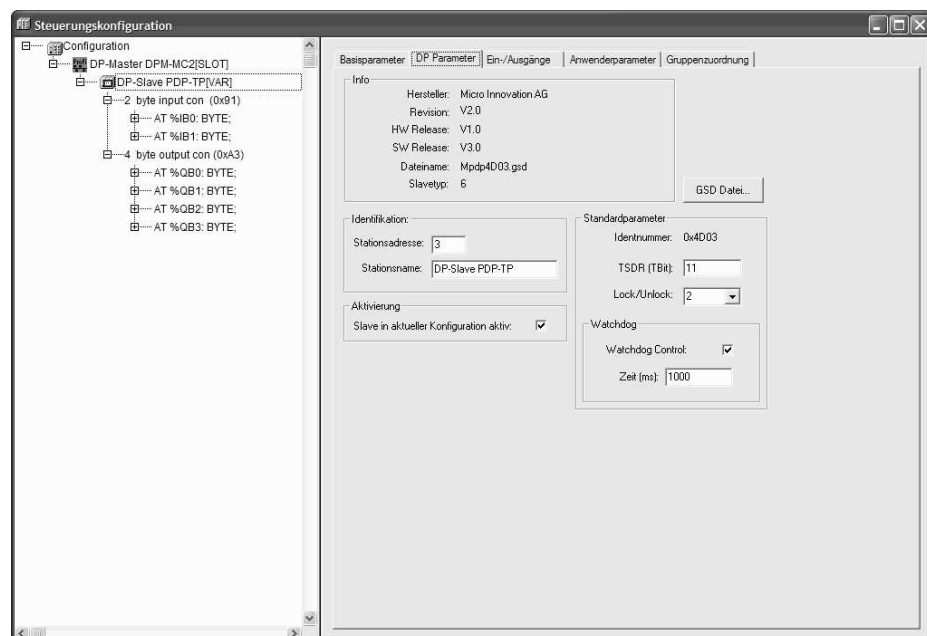 Steuerungskonfiguration
Configuration
DP-Master DPM-MC2[SLOT]
DP-Slave PDP-TP[VAR]
2 byte input con (0x91)
AT %IB0: BYTE;
AT %IB1: BYTE;
4 byte output con (0xA3)
AT %QB0: BYTE;
AT %QB1: BYTE;
AT %QB2: BYTE;
AT %QB3: BYTE;
Basisparameter DP Parameter Ein-/Ausgänge Anwenderparameter Gruppenzuordnung
Info
Hersteller: Micro Innovation AG
Revision: V2.0
HW Release: V1.0
SW Release: V3.0
Dateiname: Mpdp4D03.gsd
Slavetyp: 6
GSD Datei...
Identifikation:
Stationsadresse: 3
Stationsname: DP-Slave PDP-TP
Aktivierung
Slave in aktueller Konfiguration aktiv:
Standardparameter
Identnummer: 0x4D03
TSDR (TBit): 11
Lock/Unlock: 2
Watchdog
Watchdog Control:
Zeit (ms): 1000